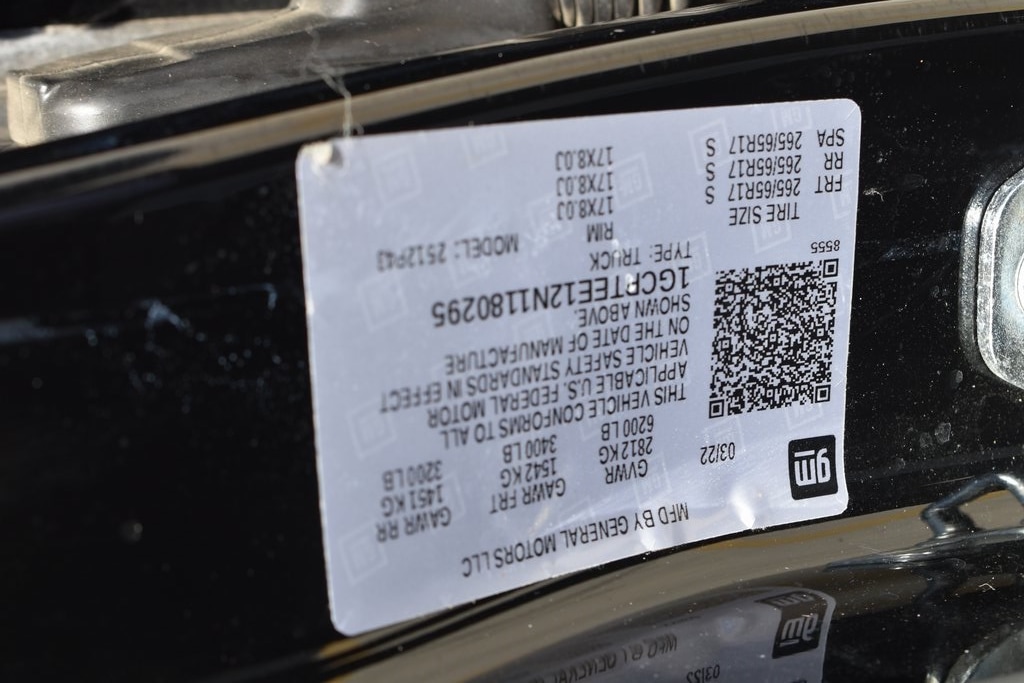 MFD BY GENERAL MOTORS LLC
gm
03/22
GVWR GAWR FRT GAWR RR
2812 KG 1542 KG 1451 KG
6200 LB 3400 LB 3200 LB
THIS VEHICLE CONFORMS TO ALL
APPLICABLE U.S. FEDERAL MOTOR
VEHICLE SAFETY STANDARDS IN EFFECT
ON THE DATE OF MANUFACTURE
SHOWN ABOVE.
1GCPTEE12N1180295
TYPE: TRUCK MODEL: 2S12P43
8555
TIRE SIZE RIM
FRT 265/65R17 S 17X8.0J
RR 265/65R17 S 17X8.0J
SPA 265/65R17 S 17X8.0J